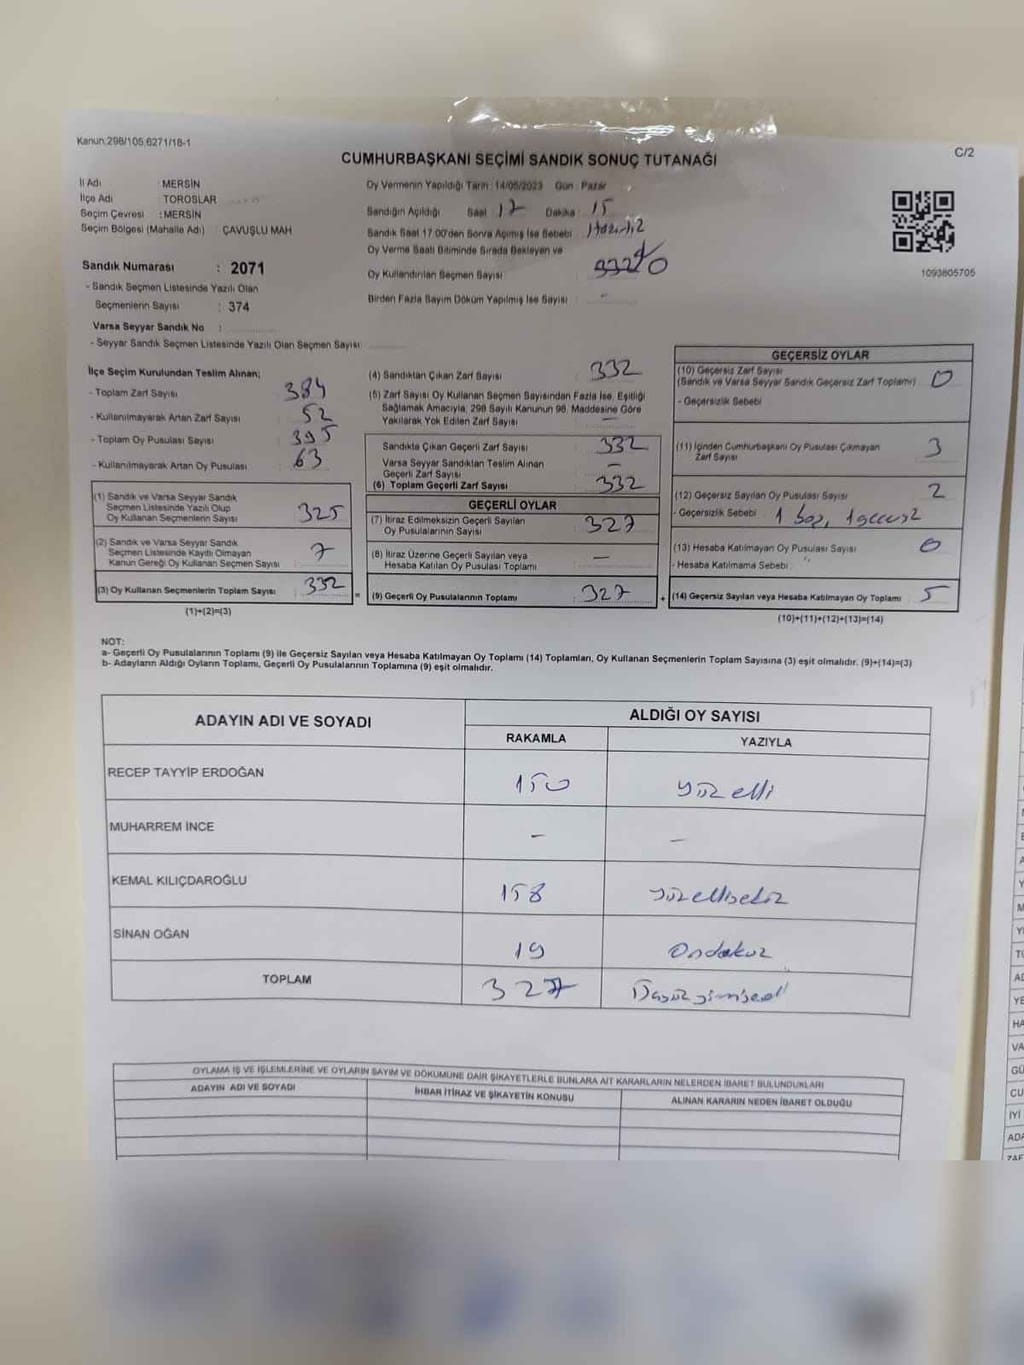 Kanun:298/105,6271/18-1
C/2
CUMHURBAŞKANI SEÇİMİ SANDIK SONUÇ TUTANAĞI
İl Adı : MERSİN
İlçe Adı : TOROSLAR
Seçim Çevresi : MERSİN
Seçim Bölgesi (Mahalle Adı) : ÇAVUŞLU MAH
Sandık Numarası : 2071
- Sandık Seçmen Listesinde Yazılı Olan
Seçmenlerin Sayısı : 374
Varsa Seyyar Sandık No :
- Seyyar Sandık Seçmen Listesinde Yazılı Olan Seçmen Sayısı
Oy Vermenin Yapıldığı Tarih : 14/05/2023 Gün : Pazar
Sandığın Açıldığı Saat 17 Dakika : 15
Sandık Saat 17.00'den Sonra Açılmış İse Sebebi :
Oy Verme Saati Bitiminde Sırada Bekleyen ve
Oy Kullandırılan Seçmen Sayısı :
Birden Fazla Sayım Döküm Yapılmış İse Sayısı : -
1093805705
İlçe Seçim Kurulundan Teslim Alınan;
- Toplam Zarf Sayısı 384
- Kullanılmayarak Artan Zarf Sayısı 52
- Toplam Oy Pusulası Sayısı 395
- Kullanılmayarak Artan Oy Pusulası 63
(1) Sandık ve Varsa Seyyar Sandık
Seçmen Listesinde Yazılı Olup
Oy Kullanan Seçmenlerin Sayısı 325
(2) Sandık ve Varsa Seyyar Sandık
Seçmen Listesinde Kayıtlı Olmayan
Kanun Gereği Oy Kullanan Seçmen Sayısı 7
(3) Oy Kullanan Seçmenlerin Toplam Sayısı 332
(1)+(2)=(3)
=
(4) Sandıktan Çıkan Zarf Sayısı 332
(5) Zarf Sayısı Oy Kullanan Seçmen Sayısından Fazla İse, Eşitliği
Sağlamak Amacıyla, 298 Sayılı Kanunun 98. Maddesine Göre
Yakılarak Yok Edilen Zarf Sayısı -
Sandıkta Çıkan Geçerli Zarf Sayısı 332
Varsa Seyyar Sandıktan Teslim Alınan
Geçerli Zarf Sayısı -
(6) Toplam Geçerli Zarf Sayısı 332
GEÇERLİ OYLAR
(7) İtiraz Edilmeksizin Geçerli Sayılan
Oy Pusulalarının Sayısı 327
(8) İtiraz Üzerine Geçerli Sayılan veya
Hesaba Katılan Oy Pusulası Toplamı -
(9) Geçerli Oy Pusulalarının Toplamı 327
+
GEÇERSİZ OYLAR
(10) Geçersiz Zarf Sayısı
(Sandık ve Varsa Seyyar Sandık Geçersiz Zarf Toplamı) 0
- Geçersizlik Sebebi
(11) İçinden Cumhurbaşkanı Oy Pusulası Çıkmayan
Zarf Sayısı 3
(12) Geçersiz Sayılan Oy Pusulası Sayısı 2
- Geçersizlik Sebebi 1 boş, 1 geçersiz
(13) Hesaba Katılmayan Oy Pusulası Sayısı 0
- Hesaba Katılmama Sebebi :
(14) Geçersiz Sayılan veya Hesaba Katılmayan Oy Toplamı 5
(10)+(11)+(12)+(13)=(14)
NOT:
a- Geçerli Oy Pusulalarının Toplamı (9) ile Geçersiz Sayılan veya Hesaba Katılmayan Oy Toplamı (14) Toplamları, Oy Kullanan Seçmenlerin Toplam Sayısına (3) eşit olmalıdır. (9)+(14)=(3)
b- Adayların Aldığı Oyların Toplamı, Geçerli Oy Pusulalarının Toplamına (9) eşit olmalıdır.
ADAYIN ADI VE SOYADI
ALDIĞI OY SAYISI
RAKAMLA YAZIYLA
RECEP TAYYİP ERDOĞAN 150 yüzelli
MUHARREM İNCE - -
KEMAL KILIÇDAROĞLU 158 yüzellisekiz
SİNAN OĞAN 19 Ondokuz
TOPLAM 327 Üçyüzyirmiyedi
OYLAMA İŞ VE İŞLEMLERİNE VE OYLARIN SAYIM VE DÖKÜMÜNE DAİR ŞİKAYETLERLE BUNLARA AİT KARARLARIN NELERDEN İBARET BULUNDUKLARI
ADAYIN ADI VE SOYADI İHBAR İTİRAZ VE ŞİKAYETİN KONUSU ALINAN KARARIN NEDEN İBARET OLDUĞU